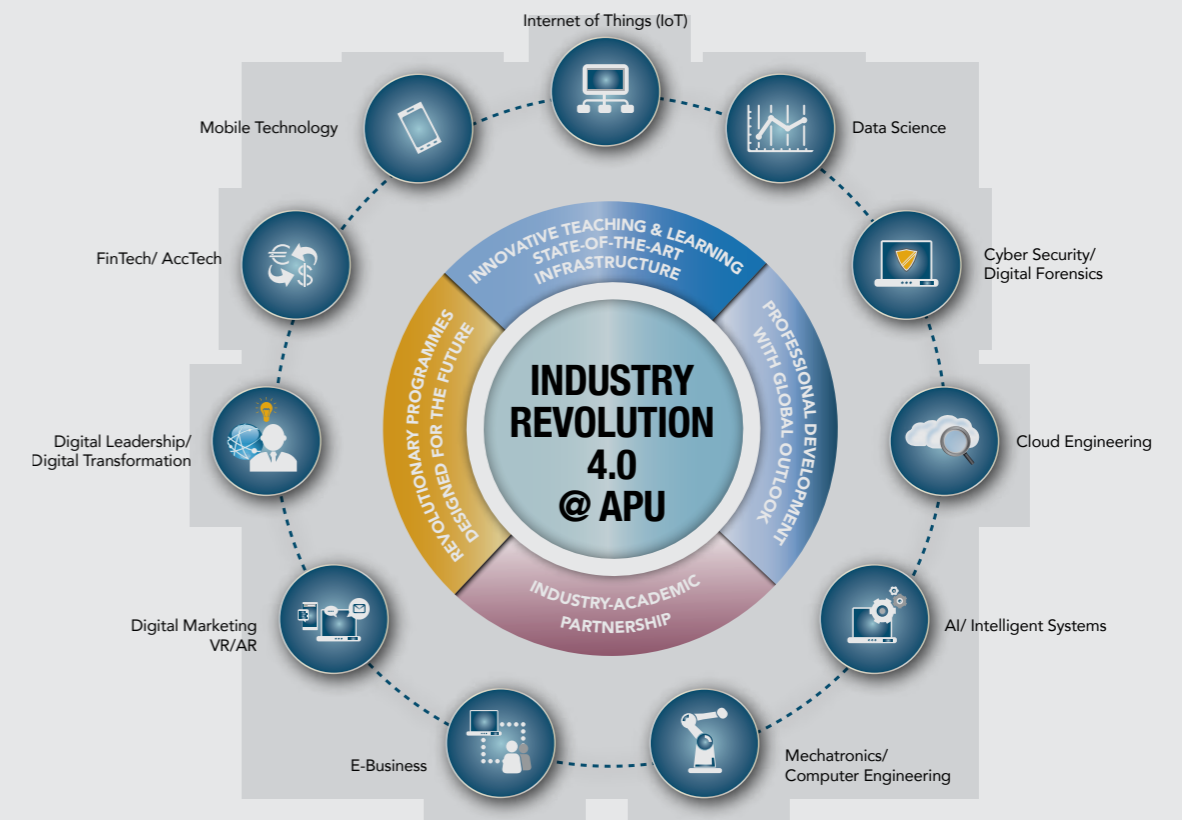 Internet of Things (IoT)
Mobile Technology
Data Science
FinTech/ AccTech
Cyber Security/
Digital Forensics
Digital Leadership/
Digital Transformation
Cloud Engineering
Digital Marketing
VR/AR
AI/ Intelligent Systems
E-Business
Mechatronics/
Computer Engineering
INNOVATIVE TEACHING & LEARNING
STATE-OF-THE-ART
INFRASTRUCTURE
PROFESSIONAL DEVELOPMENT
WITH GLOBAL OUTLOOK
INDUSTRY-ACADEMIC
PARTNERSHIP
REVOLUTIONARY PROGRAMMES
DESIGNED FOR THE FUTURE
INDUSTRY
REVOLUTION
4.0
@ APU
€
$